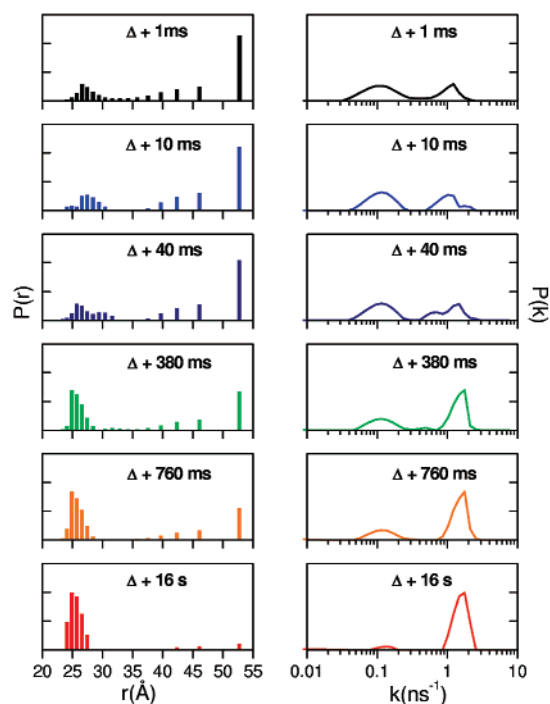 Δ + 1ms
Δ + 1 ms
Δ + 10 ms
Δ + 10 ms
Δ + 40 ms
Δ + 40 ms
P(r)
P(k)
Δ + 380 ms
Δ + 380 ms
Δ + 760 ms
Δ + 760 ms
Δ + 16 s
Δ + 16 s
20 25 30 35 40 45 50 55
0.01 0.1 1 10
r(Å)
k(ns⁻¹)